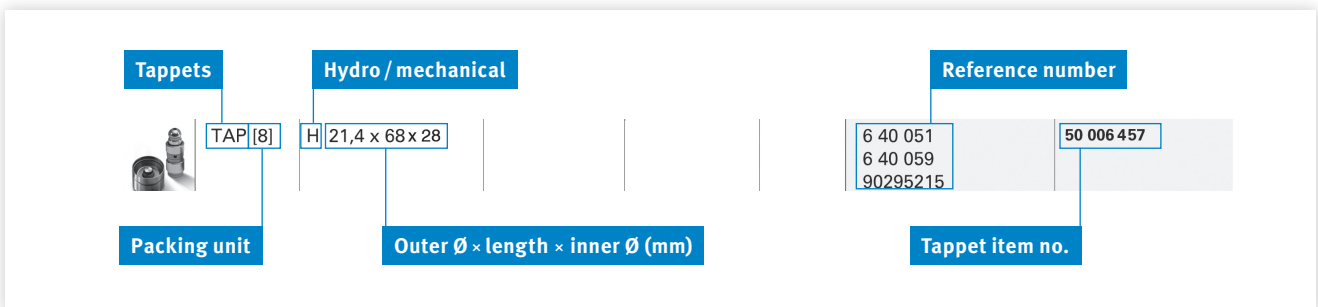 Tappets
Hydro / mechanical
Reference number
TAP [8]
H 21,4 x 68 x 28
6 40 051
6 40 059
90295215
50 006 457
Packing unit
Outer Ø × length × inner Ø (mm)
Tappet item no.